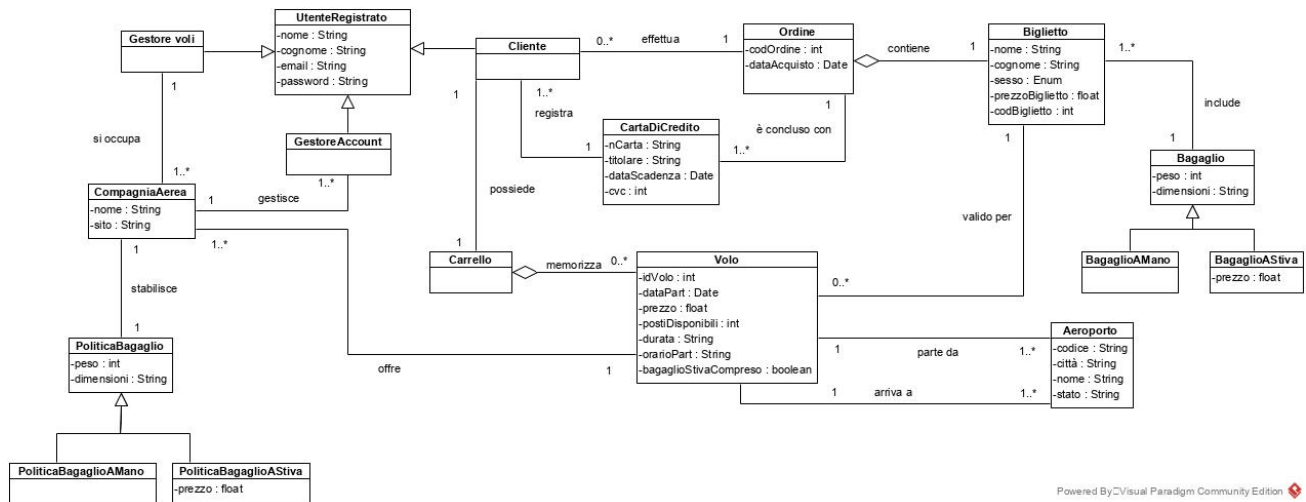 UtenteRegistrato
-nome : String
-cognome : String
-email : String
-password : String
Gestore voli
1
si occupa
1..*
GestoreAccount
1..*
gestisce
1
CompagniaAerea
-nome : String
-sito : String
1
stabilisce
1
PoliticaBagaglio
-peso : int
-dimensioni : String
PoliticaBagaglioAMano
PoliticaBagaglioAStiva
-prezzo : float
1..*
offre
1
Cliente
0..*
effettua
1
Ordine
-codOrdine : int
-dataAcquisto : Date
contiene
1
Biglietto
-nome : String
-cognome : String
-sesso : Enum
-prezzoBiglietto : float
-codBiglietto : int
1..*
include
1
Bagaglio
-peso : int
-dimensioni : String
BagaglioAMano
BagaglioAStiva
-prezzo : float
1..*
registra
1
CartaDiCredito
-nCarta : String
-titolare : String
-dataScadenza : Date
-cvc : int
1
è concluso con
1..*
1
possiede
1
Carrello
memorizza
0..*
Volo
-idVolo : int
-dataPart : Date
-prezzo : float
-postiDisponibili : int
-durata : String
-orarioPart : String
-bagaglioStivaCompreso : boolean
1
valido per
0..*
1
parte da
1..*
1
arriva a
1..*
Aeroporto
-codice : String
-città : String
-nome : String
-stato : String
Powered By Visual Paradigm Community Edition